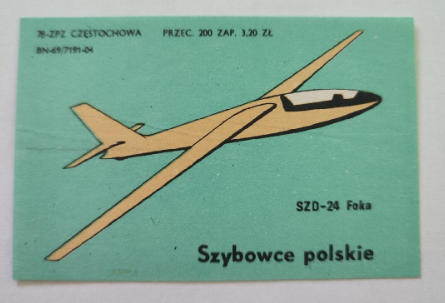 78-ZPZ CZĘSTOCHOWA PRZEC. 200 ZAP. 3,20 ZŁ
BN-69/7191-04
SZD-24 Foka
Szybowce polskie